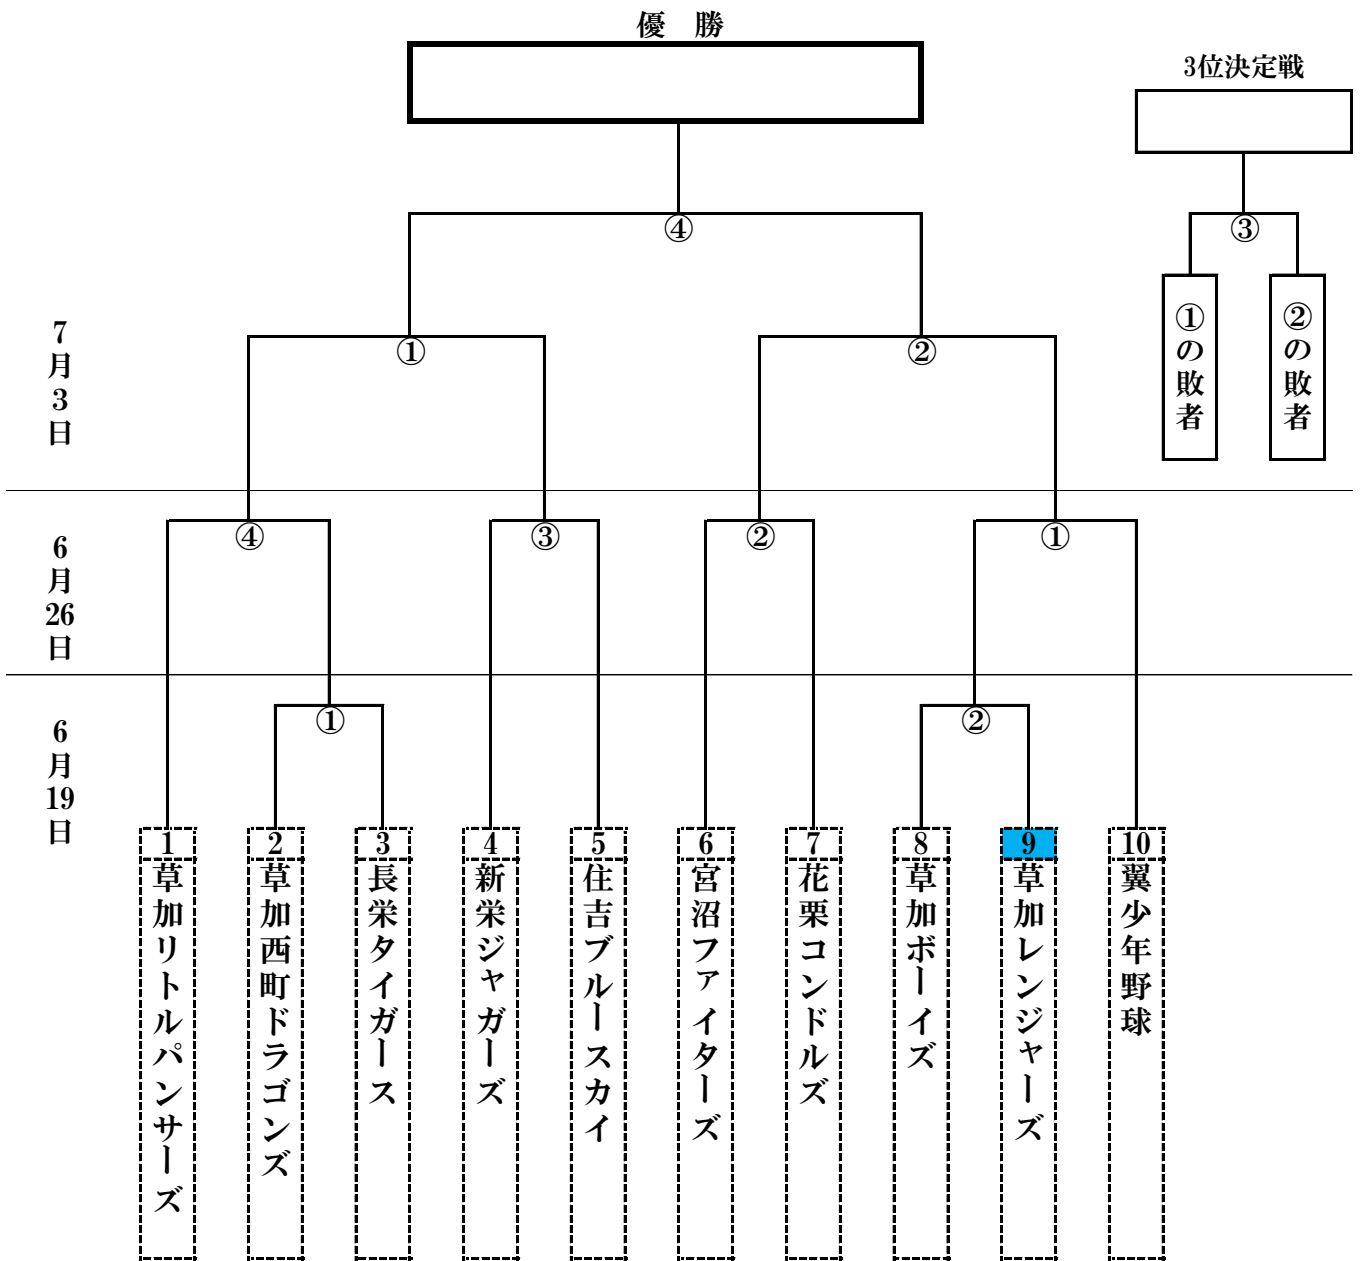 優　勝
3位決定戦
④
③
①の敗者
②の敗者
7月3日
①
②
6月26日
④
③
②
①
6月19日
①
②
1
草加リトルパンサーズ
2
草加西町ドラゴンズ
3
長栄タイガース
4
新栄ジャガーズ
5
住吉ブルースカイ
6
宮沼ファイターズ
7
花栗コンドルズ
8
草加ボーイズ
9
草加レンジャーズ
10
翼少年野球